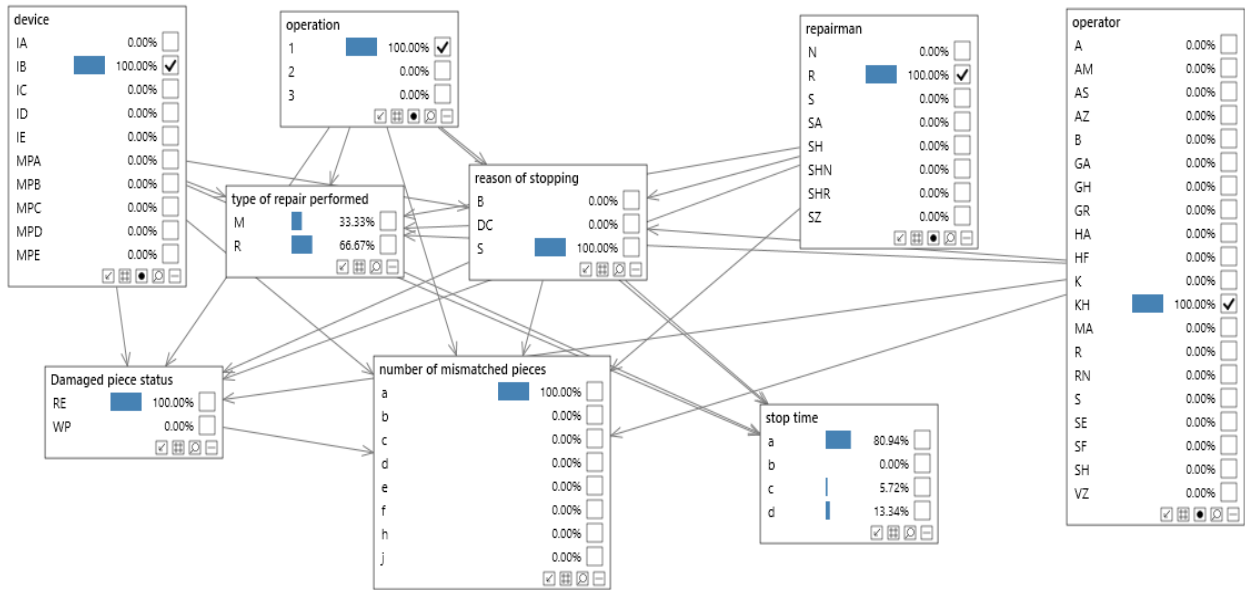 device
IA 0.00%
IB 100.00%
IC 0.00%
ID 0.00%
IE 0.00%
MPA 0.00%
MPB 0.00%
MPC 0.00%
MPD 0.00%
MPE 0.00%
operation
1 100.00%
2 0.00%
3 0.00%
repairman
N 0.00%
R 100.00%
S 0.00%
SA 0.00%
SH 0.00%
SHN 0.00%
SHR 0.00%
SZ 0.00%
operator
A 0.00%
AM 0.00%
AS 0.00%
AZ 0.00%
B 0.00%
GA 0.00%
GH 0.00%
GR 0.00%
HA 0.00%
HF 0.00%
K 0.00%
KH 100.00%
MA 0.00%
R 0.00%
RN 0.00%
S 0.00%
SE 0.00%
SF 0.00%
SH 0.00%
VZ 0.00%
type of repair performed
M 33.33%
R 66.67%
reason of stopping
B 0.00%
DC 0.00%
S 100.00%
Damaged piece status
RE 100.00%
WP 0.00%
number of mismatched pieces
a 100.00%
b 0.00%
c 0.00%
d 0.00%
e 0.00%
f 0.00%
h 0.00%
j 0.00%
stop time
a 80.94%
b 0.00%
c 5.72%
d 13.34%